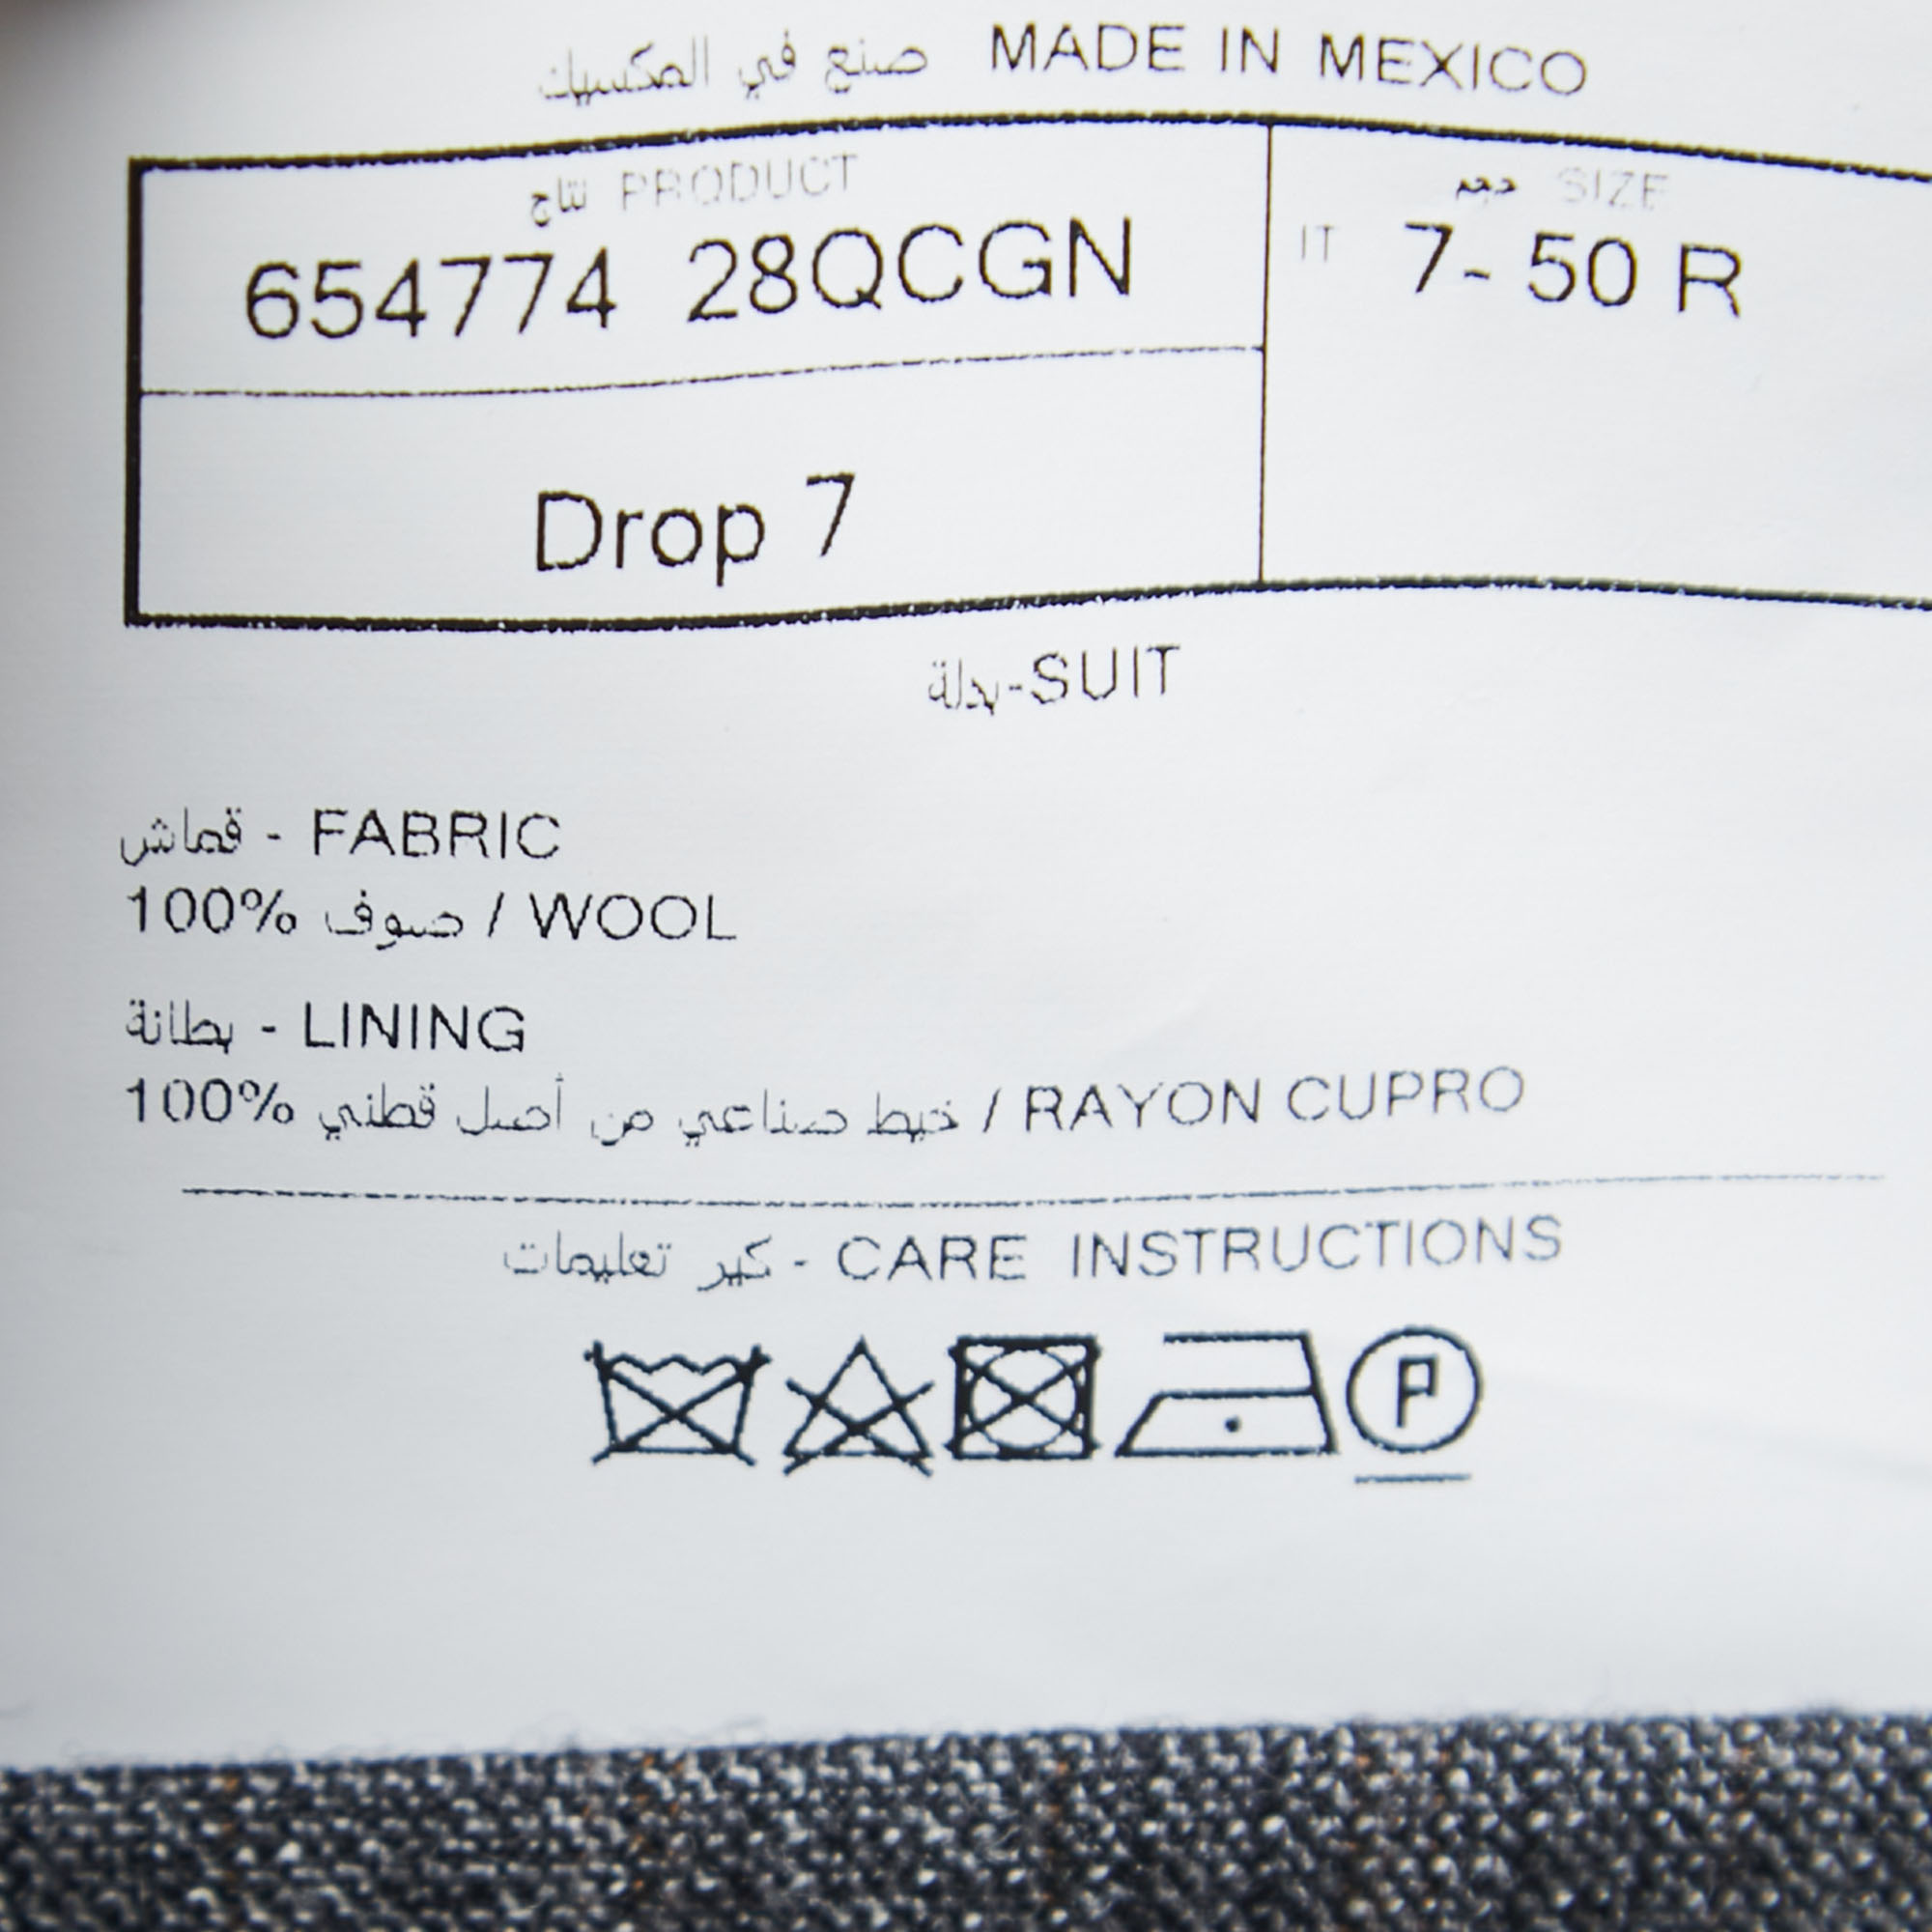 صنع في المكسيك MADE IN MEXICO
نتاج PRODUCT
654774 28QCGN
حجم SIZE
IT 7- 50 R
Drop 7
بدلة-SUIT
قماش - FABRIC
100% صوف / WOOL
بطانة - LINING
100% خيط صناعي من أصل قطني / RAYON CUPRO
كير تعليمات - CARE INSTRUCTIONS
P